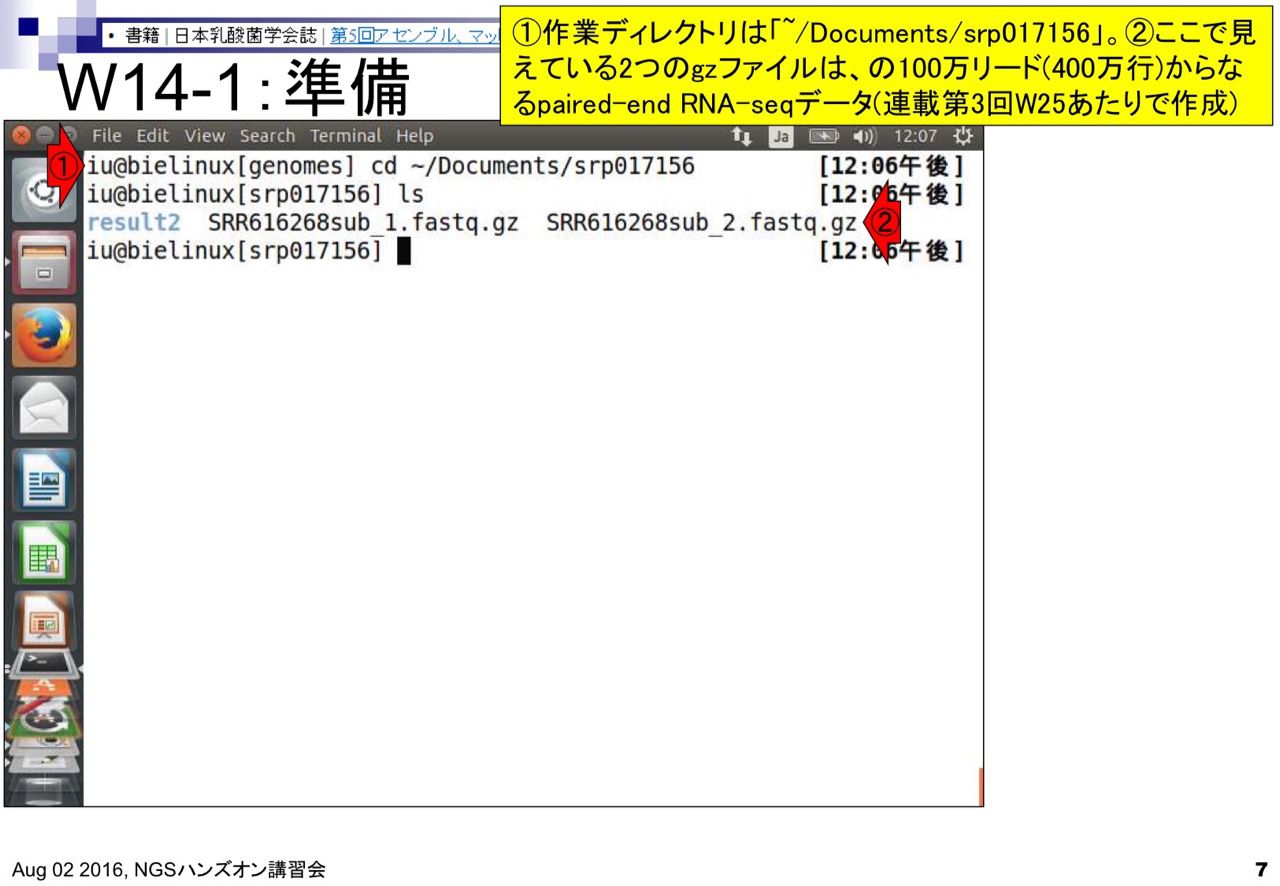 • 書籍 | 日本乳酸菌学会誌 | 第5回アセンブル、マッ
①作業ディレクトリは「~/Documents/srp017156」。②ここで見
えている2つのgzファイルは、の100万リード(400万行)からな
るpaired-end RNA-seqデータ(連載第3回W25あたりで作成)
W14-1：準備
File Edit View Search Terminal Help Ja 12:07
① iu@bielinux[genomes] cd ~/Documents/srp017156 [12:06午後]
iu@bielinux[srp017156] ls [12:06午後]
result2 SRR616268sub_1.fastq.gz SRR616268sub_2.fastq.gz ②
iu@bielinux[srp017156] [12:06午後]
Aug 02 2016, NGSハンズオン講習会
7